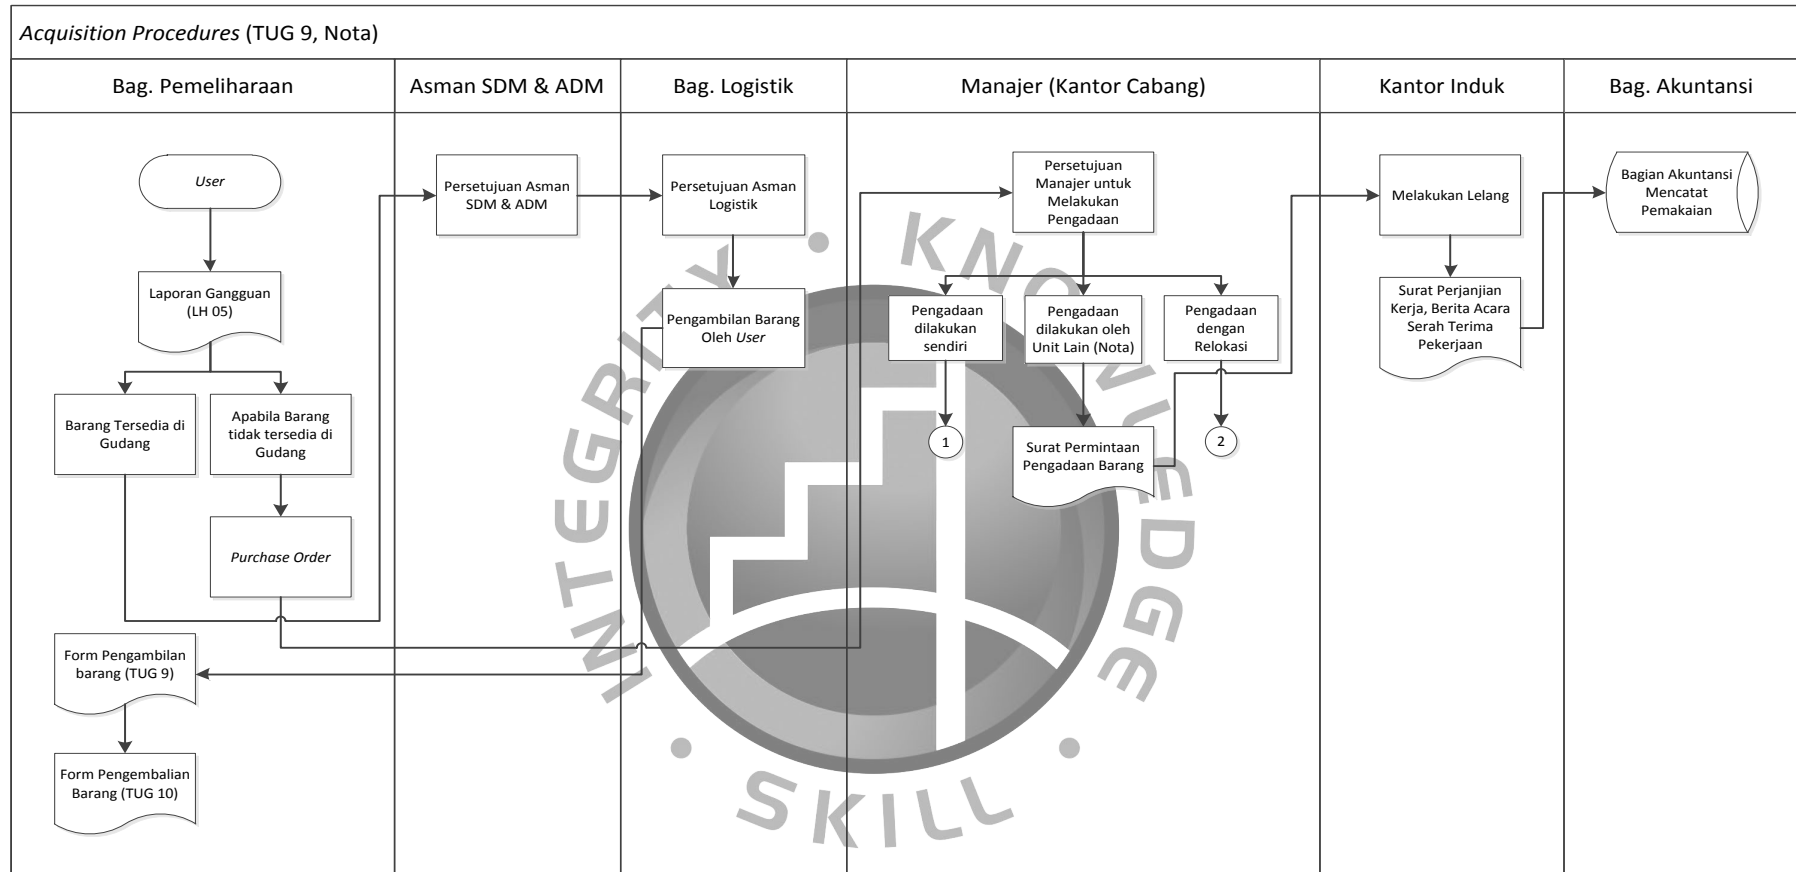 Acquisition Procedures (TUG 9, Nota)
Bag. Pemeliharaan
Asman SDM & ADM
Bag. Logistik
Manajer (Kantor Cabang)
Kantor Induk
Bag. Akuntansi
User
Laporan Gangguan
(LH 05)
Barang Tersedia di
Gudang
Apabila Barang
tidak tersedia di
Gudang
Purchase Order
Form Pengambilan
barang (TUG 9)
Form Pengembalian
Barang (TUG 10)
Persetujuan Asman
SDM & ADM
Persetujuan Asman
Logistik
Pengambilan Barang
Oleh User
Persetujuan
Manajer untuk
Melakukan
Pengadaan
Pengadaan
dilakukan
sendiri
Pengadaan
dilakukan oleh
Unit Lain (Nota)
Pengadaan
dengan
Relokasi
1
Surat Permintaan
Pengadaan Barang
2
Melakukan Lelang
Surat Perjanjian
Kerja, Berita Acara
Serah Terima
Pekerjaan
Bagian Akuntansi
Mencatat
Pemakaian
INTEGRITY • KNOWLEDGE • SKILL •